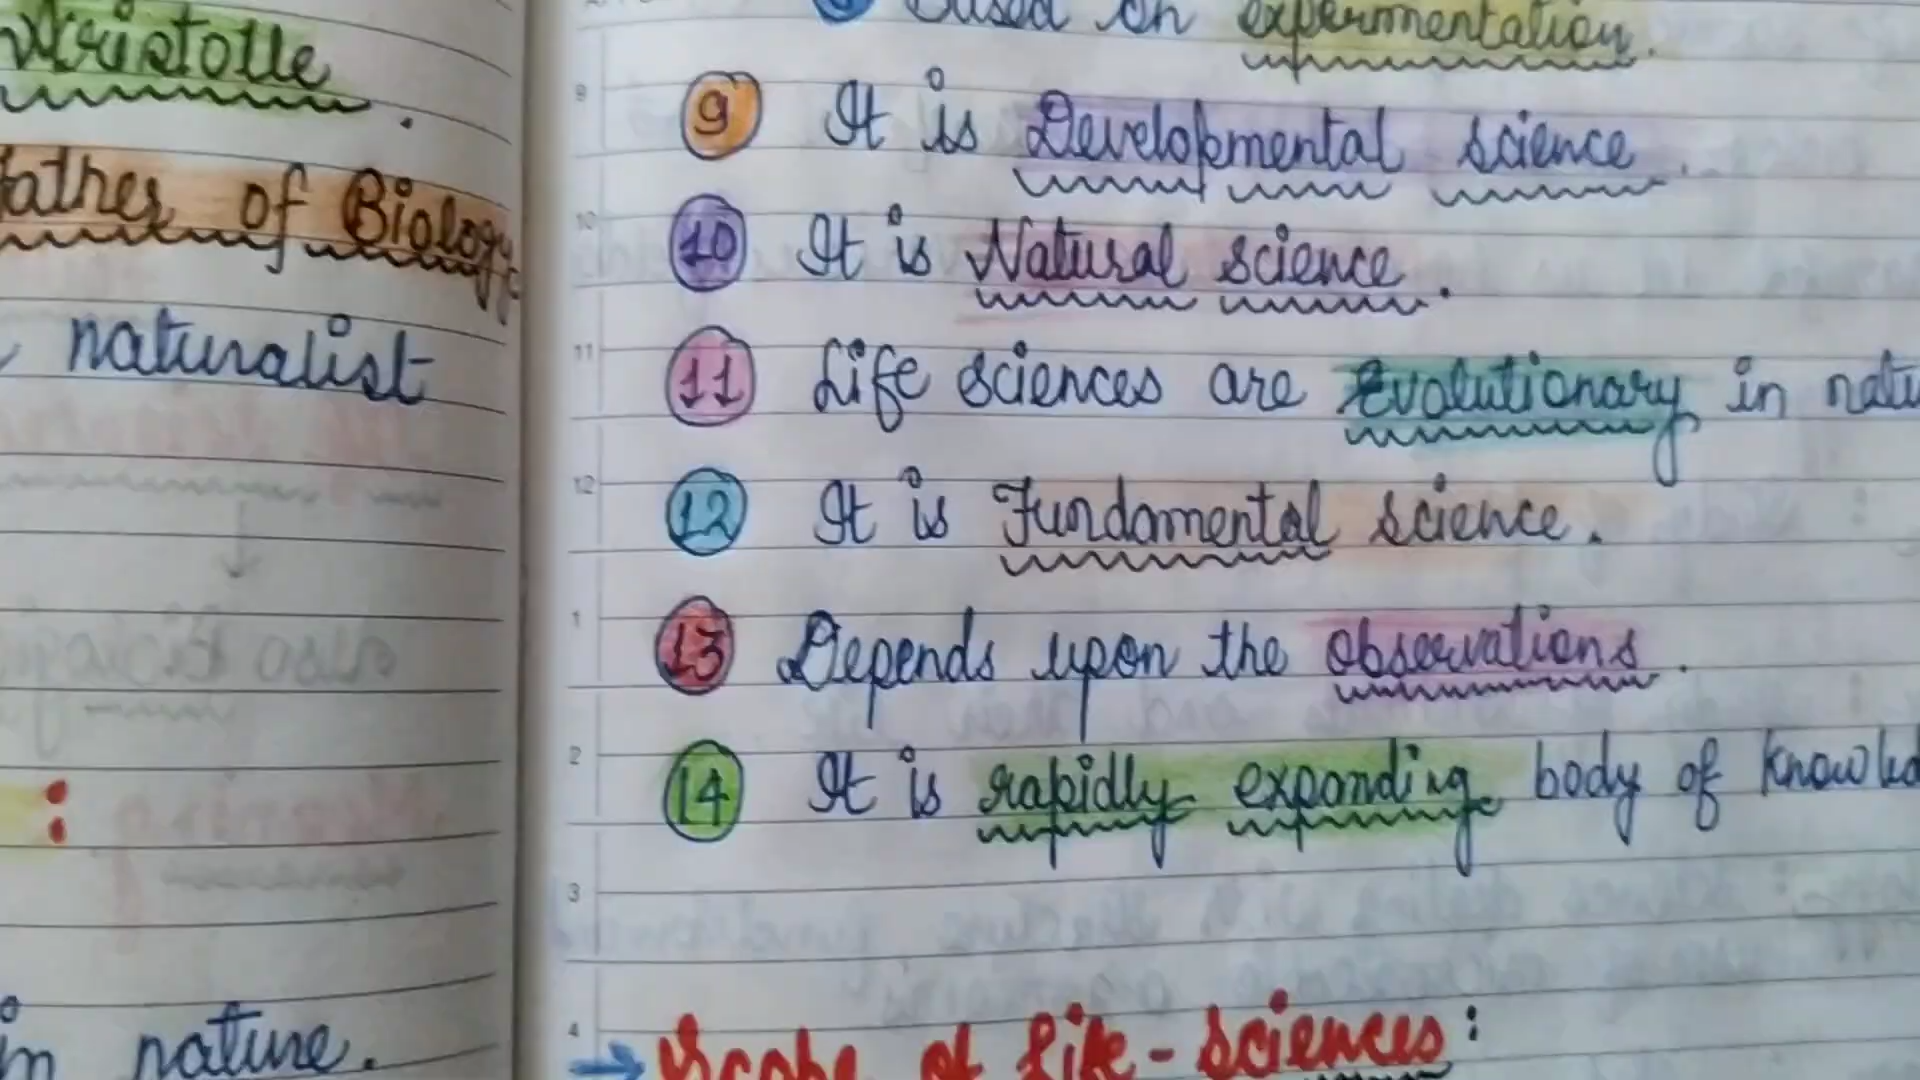 Aristotle.
father of Biology.
naturalist
:
in nature.
Based on expermentation.
9 It is Developmental science.
10 It is Natural science.
11 Life sciences are Evolutionary in
12 It is Fundamental science.
13 Depends upon the observations.
14 It is rapidly expanding body of
→ Scope of Life-Sciences: